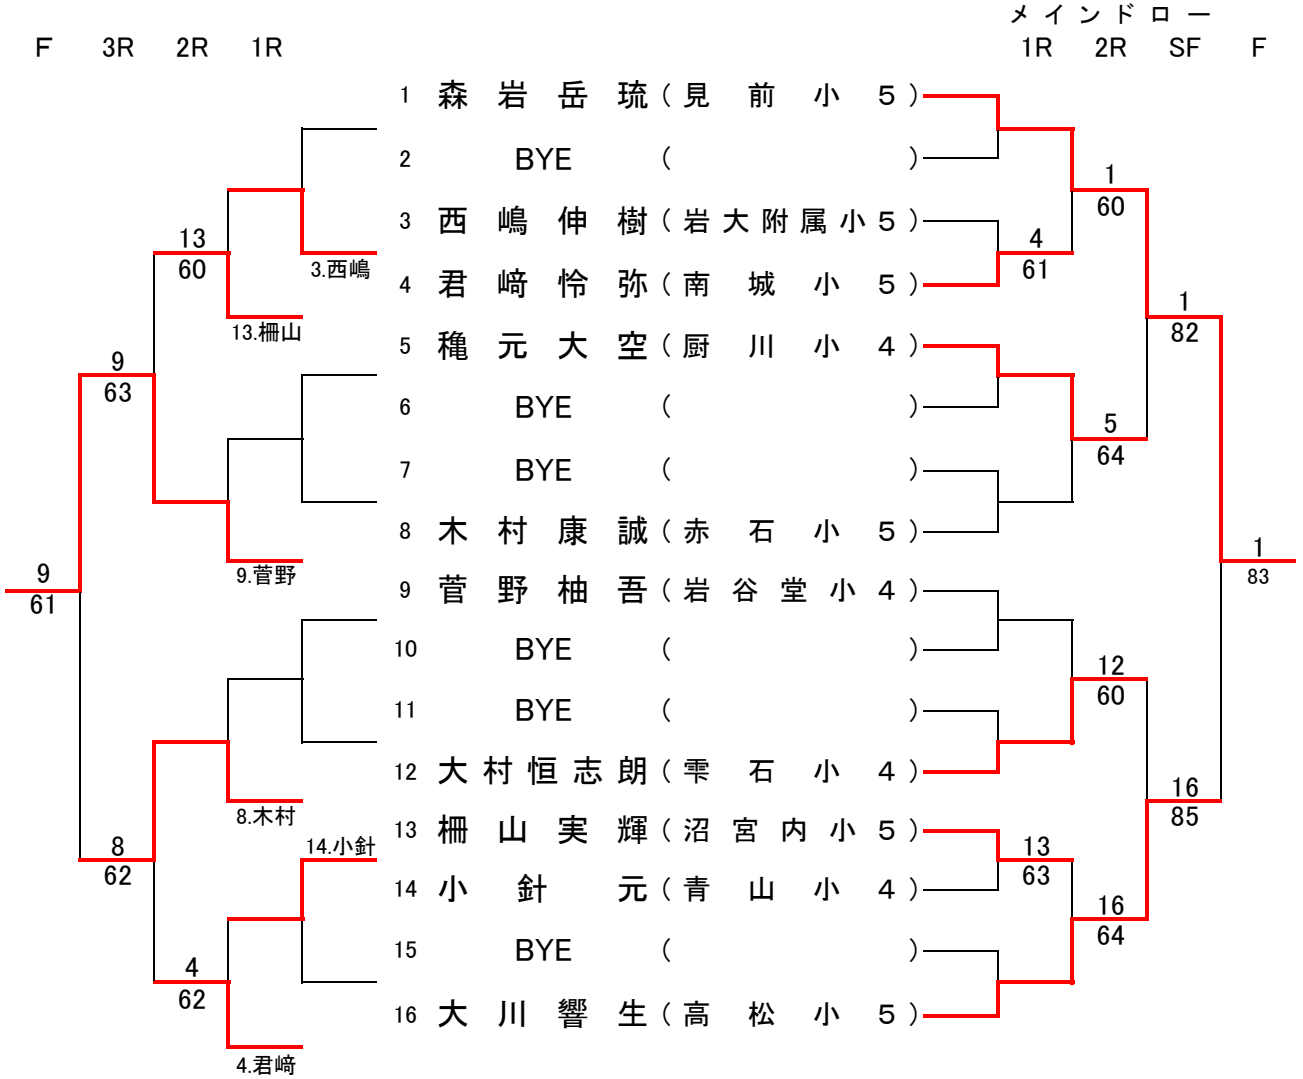 メインドロー
F 3R 2R 1R 1R 2R SF F
1 森岩岳琉 (見前小5)
2 BYE ( )
1
60
3 西嶋伸樹 (岩大附属小5)
13
60
4
61
3.西嶋
4 君﨑怜弥 (南城小5)
1
82
13.柵山
5 穐元大空 (厨川小4)
9
63
6 BYE ( )
5
64
7 BYE ( )
8 木村康誠 (赤石小5)
1
83
9.菅野
9
61
9 菅野柚吾 (岩谷堂小4)
10 BYE ( )
12
60
11 BYE ( )
12 大村恒志朗 (雫石小4)
16
85
8.木村
13 柵山実輝 (沼宮内小5)
8
62
14.小針
13
63
14 小針元 (青山小4)
16
64
15 BYE ( )
4
62
16 大川響生 (高松小5)
4.君﨑